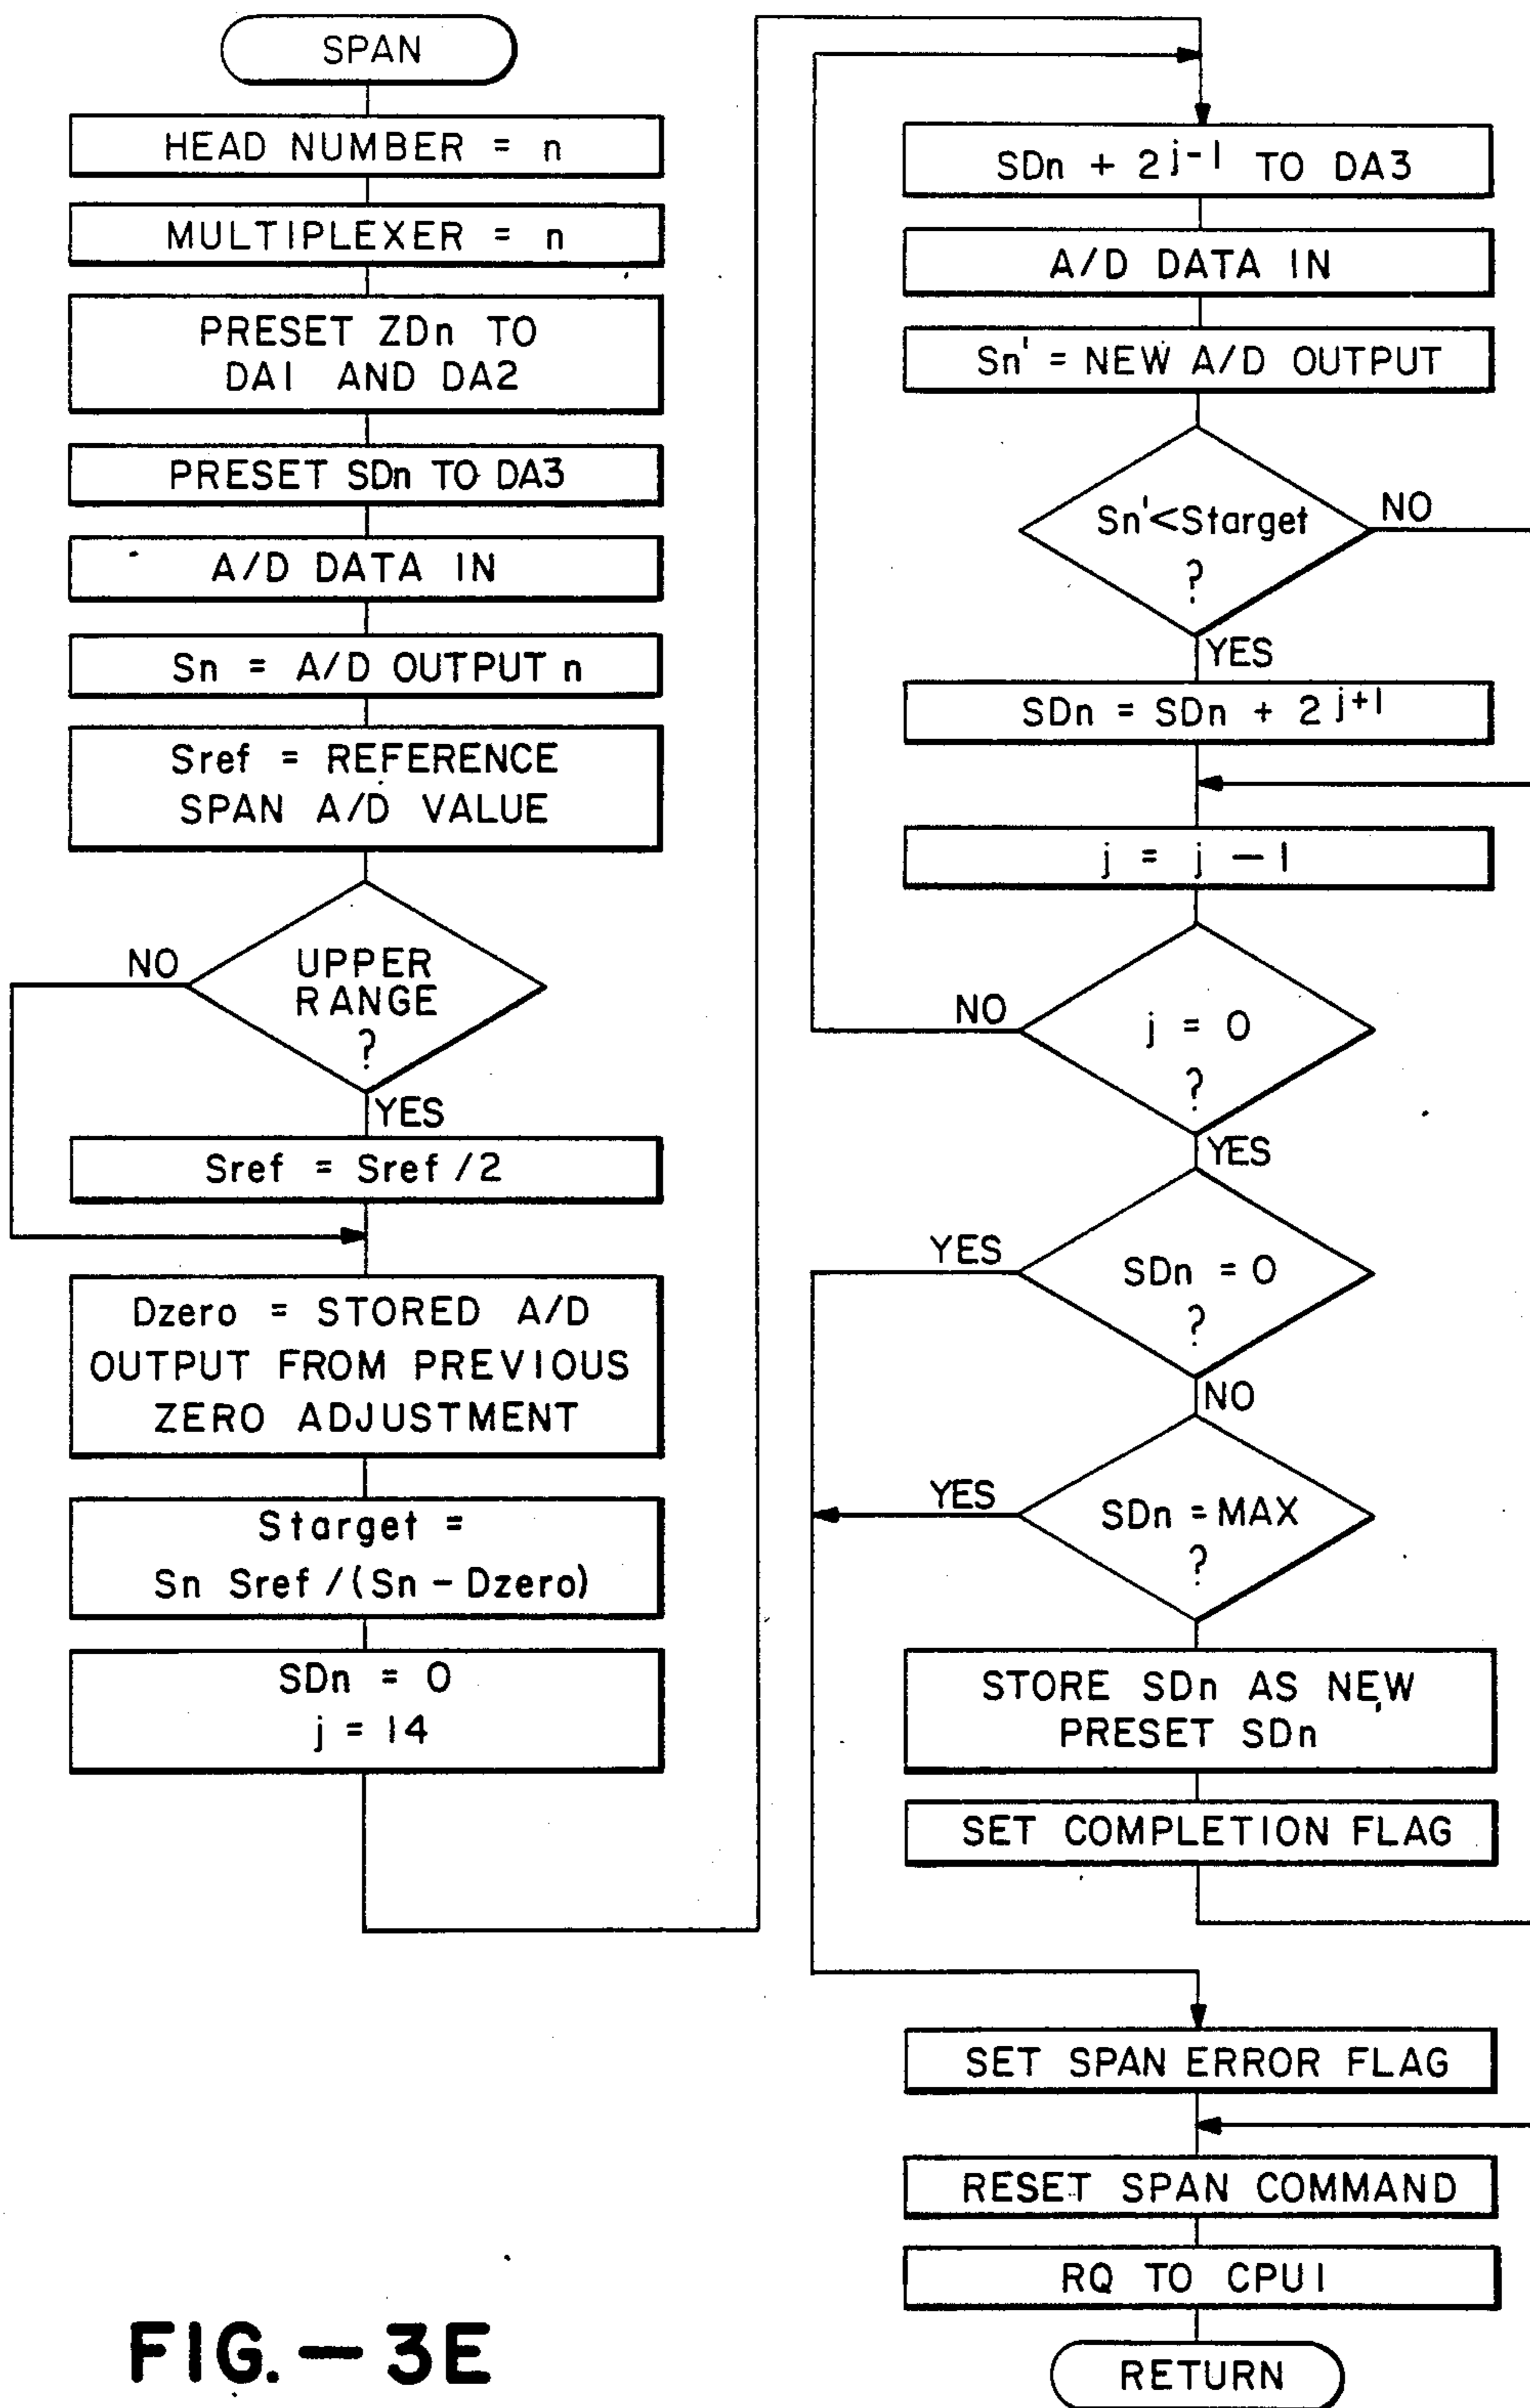 SPAN
HEAD NUMBER = n
MULTIPLEXER = n
PRESET ZDn TO
DA1 AND DA2
PRESET SDn TO DA3
A/D DATA IN
Sn = A/D OUTPUT n
Sref = REFERENCE
SPAN A/D VALUE
UPPER
RANGE
?
NO
YES
Sref = Sref/2
Dzero = STORED A/D
OUTPUT FROM PREVIOUS
ZERO ADJUSTMENT
Starget =
Sn Sref/(Sn - Dzero)
SDn = 0
j = 14
SDn + 2^j-1 TO DA3
A/D DATA IN
Sn' = NEW A/D OUTPUT
Sn'<Starget
?
NO
YES
SDn = SDn + 2^j+1
j = j - 1
NO
j = 0
?
YES
YES
SDn = 0
?
NO
YES
SDn = MAX
?
STORE SDn AS NEW
PRESET SDn
SET COMPLETION FLAG
SET SPAN ERROR FLAG
RESET SPAN COMMAND
RQ TO CPU1
RETURN
FIG.-3E